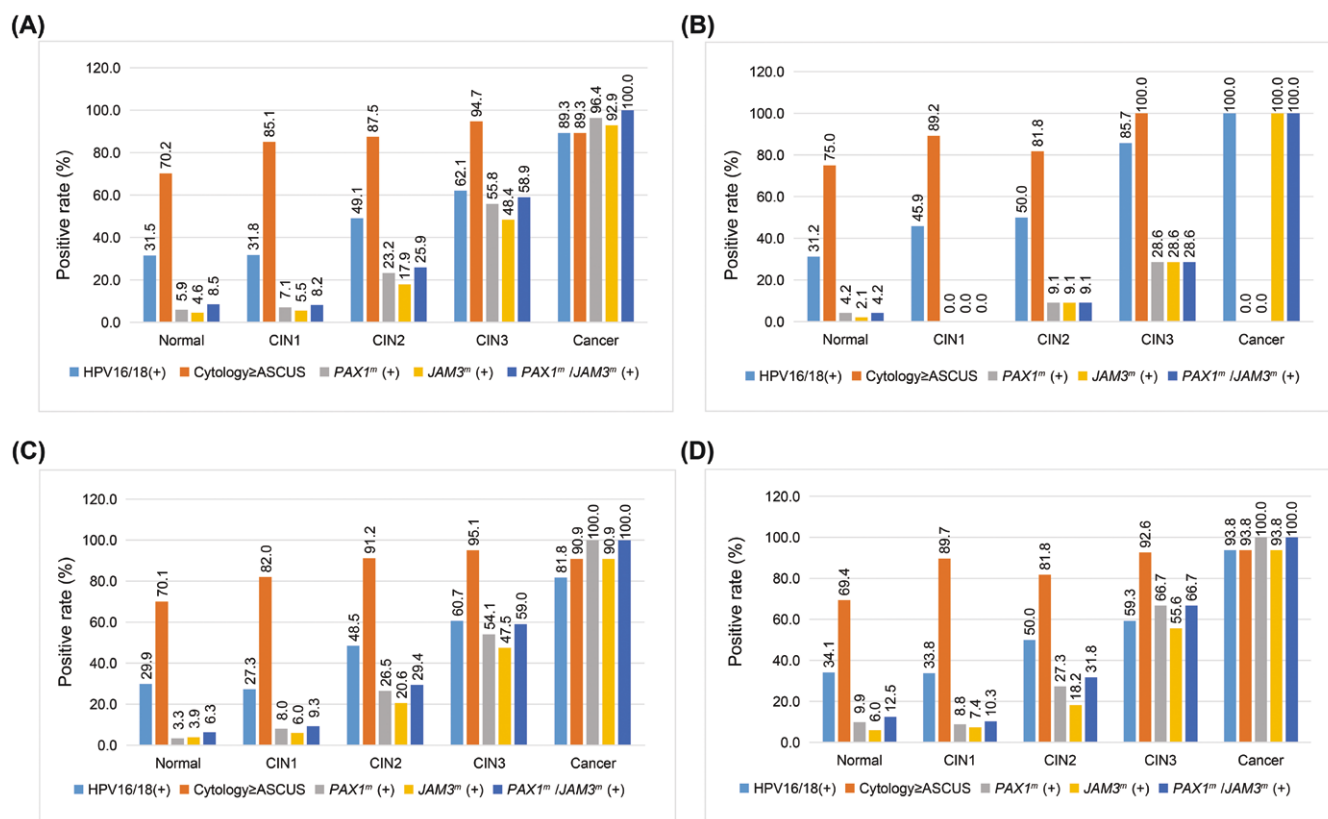 (A)
120.0
100.0
80.0
60.0
40.0
20.0
0.0
Positive rate (%)
31.5 70.2 5.9 4.6 8.5
31.8 85.1 7.1 5.5 8.2
49.1 87.5 23.2 17.9 25.9
62.1 94.7 55.8 48.4 58.9
89.3 89.3 96.4 92.9 100.0
Normal CIN1 CIN2 CIN3 Cancer
HPV16/18(+) Cytology≥ASCUS PAX1ᵐ (+) JAM3ᵐ (+) PAX1ᵐ /JAM3ᵐ (+)
(B)
120.0
100.0
80.0
60.0
40.0
20.0
0.0
Positive rate (%)
31.2 75.0 4.2 2.1 4.2
45.9 89.2 0.0 0.0 0.0
50.0 81.8 9.1 9.1 9.1
85.7 100.0 28.6 28.6 28.6
100.0 0.0 0.0 100.0 100.0
Normal CIN1 CIN2 CIN3 Cancer
HPV16/18(+) Cytology≥ASCUS PAX1ᵐ (+) JAM3ᵐ (+) PAX1ᵐ /JAM3ᵐ (+)
(C)
120.0
100.0
80.0
60.0
40.0
20.0
0.0
Positive rate (%)
29.9 70.1 3.3 3.9 6.3
27.3 82.0 8.0 6.0 9.3
48.5 91.2 26.5 20.6 29.4
60.7 95.1 54.1 47.5 59.0
81.8 90.9 100.0 90.9 100.0
Normal CIN1 CIN2 CIN3 Cancer
HPV16/18(+) Cytology≥ASCUS PAX1ᵐ (+) JAM3ᵐ (+) PAX1ᵐ /JAM3ᵐ (+)
(D)
120.0
100.0
80.0
60.0
40.0
20.0
0.0
Positive rate (%)
34.1 69.4 9.9 6.0 12.5
33.8 89.7 8.8 7.4 10.3
50.0 81.8 27.3 18.2 31.8
59.3 92.6 66.7 55.6 66.7
93.8 93.8 100.0 93.8 100.0
Normal CIN1 CIN2 CIN3 Cancer
HPV16/18(+) Cytology≥ASCUS PAX1ᵐ (+) JAM3ᵐ (+) PAX1ᵐ /JAM3ᵐ (+)